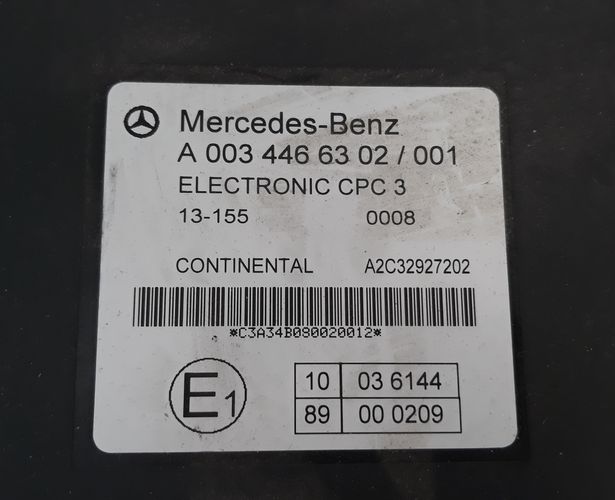 Mercedes-Benz
A 003 446 63 02 / 001
ELECTRONIC CPC 3
13-155 0008
CONTINENTAL A2C32927202
*C3A34B080020012*
E1
10 03 6144
89 00 0209